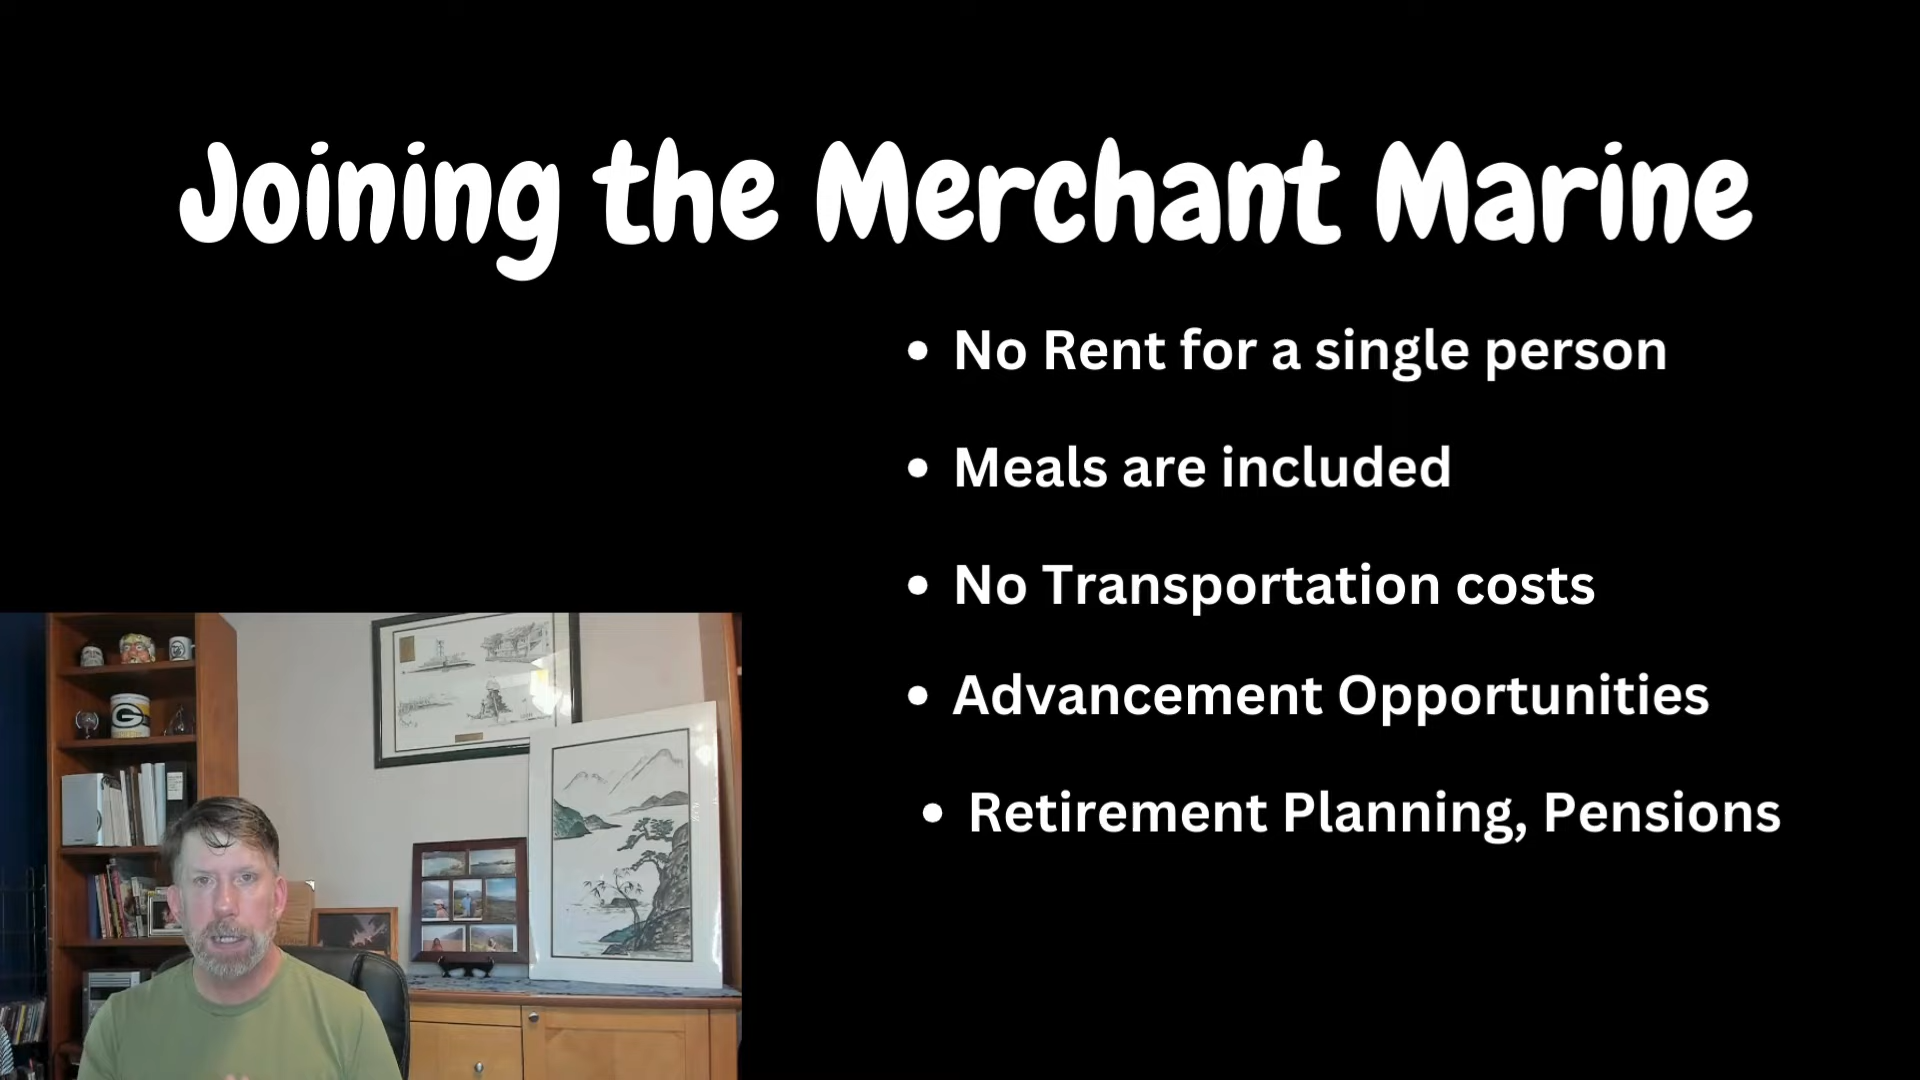 Joining the Merchant Marine
• No Rent for a single person
• Meals are included
• No Transportation costs
• Advancement Opportunities
• Retirement Planning, Pensions
G